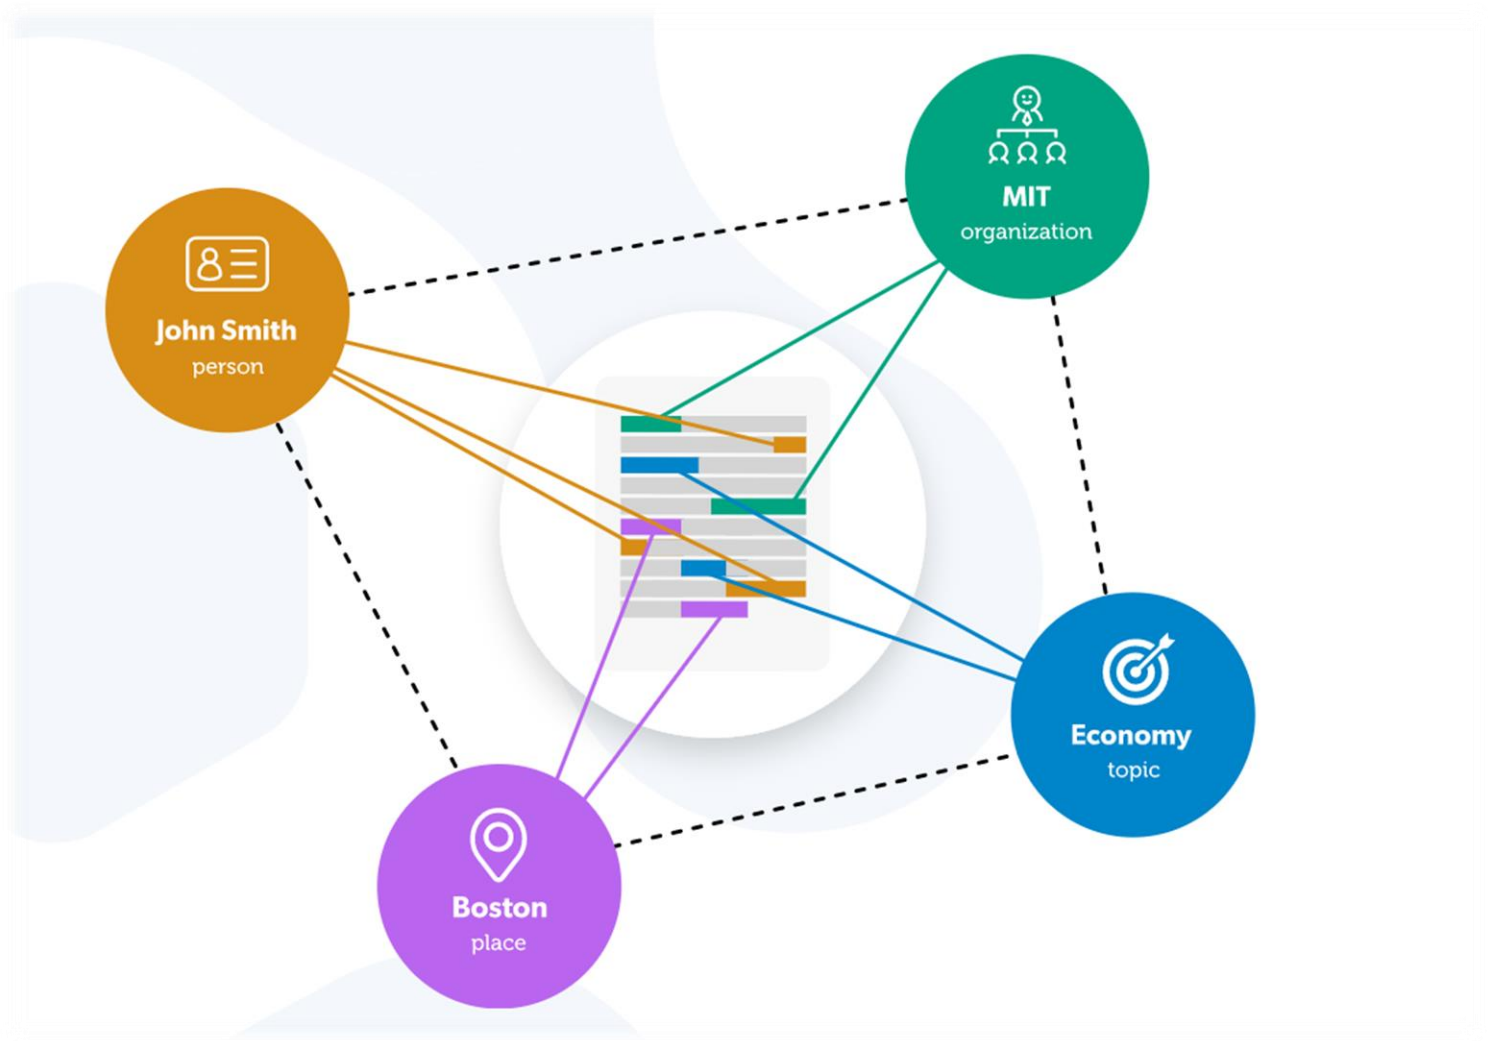 MIT
organization
John Smith
person
Economy
topic
Boston
place